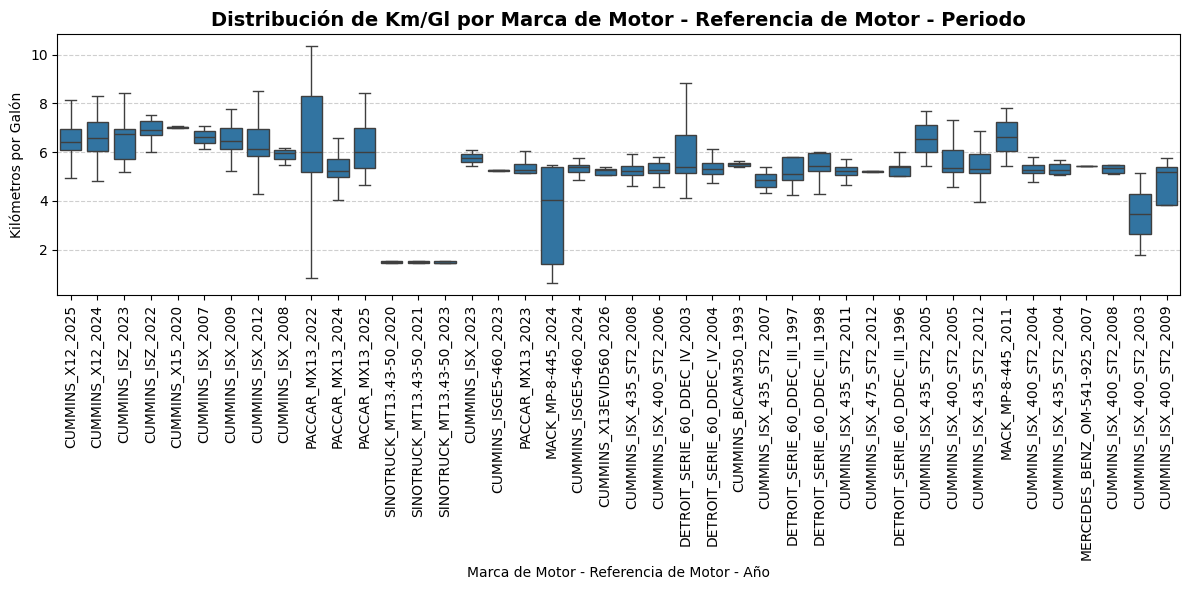 Distribución de Km/Gl por Marca de Motor - Referencia de Motor - Periodo
Kilómetros por Galón
10
8
6
4
2
CUMMINS_X12_2025
CUMMINS_X12_2024
CUMMINS_ISZ_2023
CUMMINS_ISZ_2022
CUMMINS_X15_2020
CUMMINS_ISX_2007
CUMMINS_ISX_2009
CUMMINS_ISX_2012
CUMMINS_ISX_2008
PACCAR_MX13_2022
PACCAR_MX13_2024
PACCAR_MX13_2025
SINOTRUCK_MT13.43-50_2020
SINOTRUCK_MT13.43-50_2021
SINOTRUCK_MT13.43-50_2023
CUMMINS_ISX_2023
CUMMINS_ISGE5-460_2023
PACCAR_MX13_2023
MACK_MP-8-445_2024
CUMMINS_ISGE5-460_2024
CUMMINS_X13EVID560_2026
CUMMINS_ISX_435_ST2_2008
CUMMINS_ISX_400_ST2_2006
DETROIT_SERIE_60_DDEC_IV_2003
DETROIT_SERIE_60_DDEC_IV_2004
CUMMINS_BICAM350_1993
CUMMINS_ISX_435_ST2_2007
DETROIT_SERIE_60 DDEC_III_1997
DETROIT_SERIE_60 DDEC_III_1998
CUMMINS_ISX_435_ST2_2011
CUMMINS_ISX_475_ST2_2012
DETROIT_SERIE_60_DDEC_III_1996
CUMMINS_ISX_435_ST2_2005
CUMMINS_ISX_400_ST2_2005
CUMMINS_ISX_435_ST2_2012
MACK_MP-8-445_2011
CUMMINS_ISX_400_ST2_2004
CUMMINS_ISX_435_ST2_2004
MERCEDES_BENZ_OM-541-925_2007
CUMMINS_ISX_400_ST2_2008
CUMMINS_ISX_400_ST2_2003
CUMMINS_ISX_400_ST2_2009
Marca de Motor - Referencia de Motor - Año